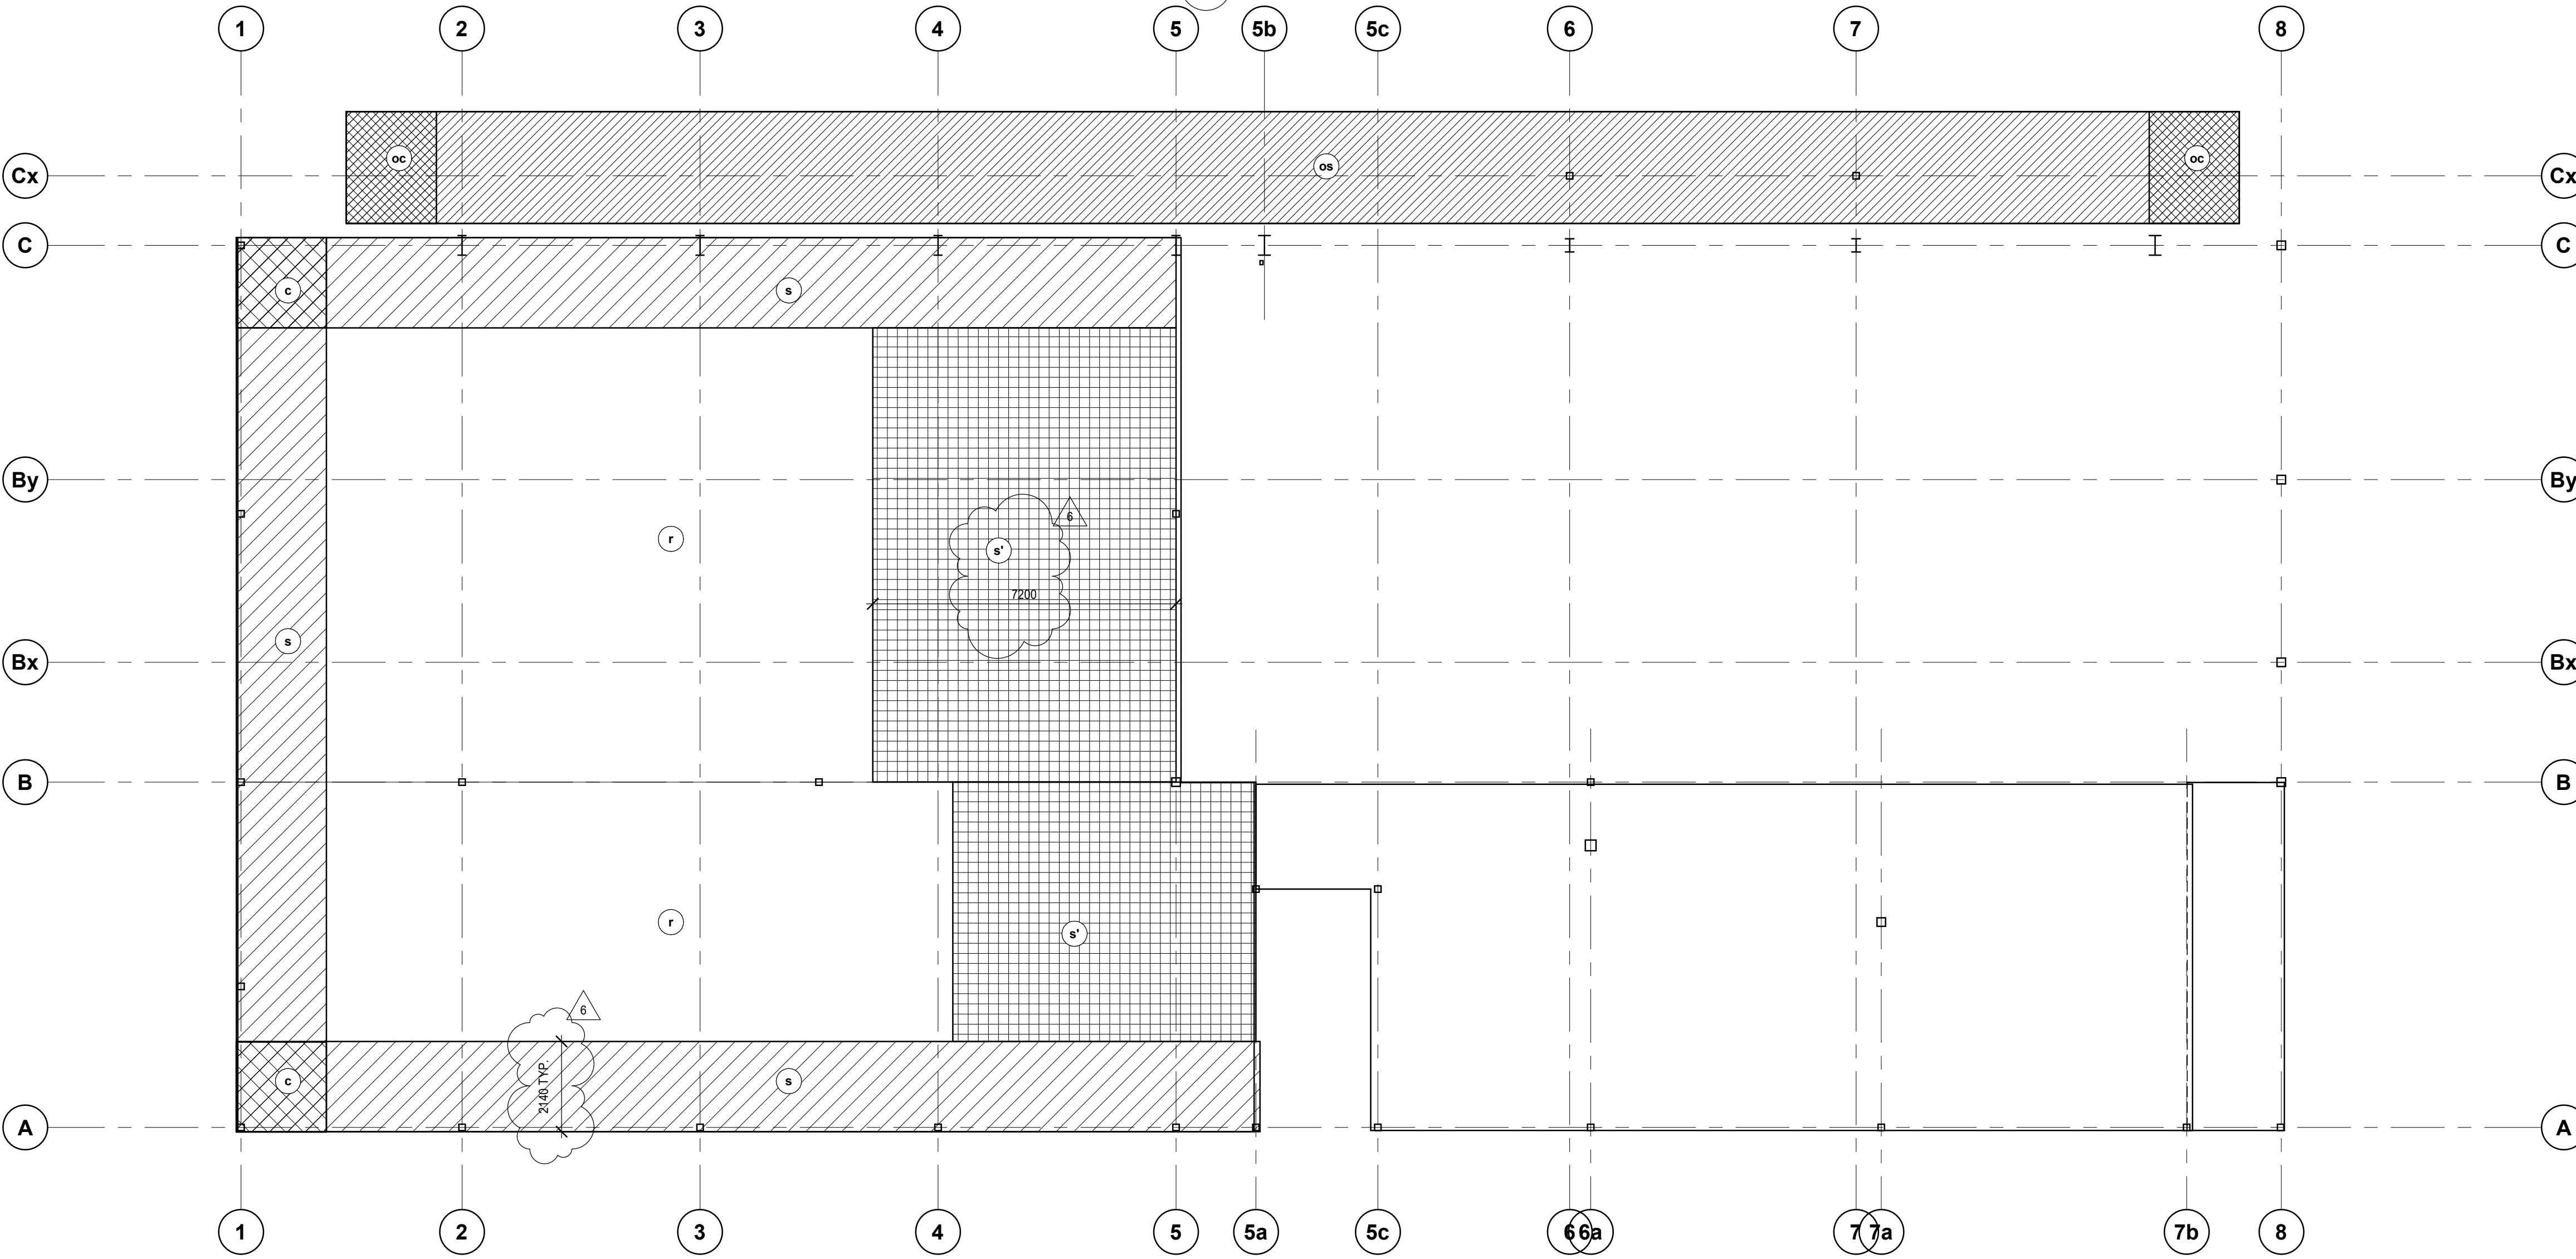 1 2 3 4 5 5b 5c 6 7 8
oc os oc
Cx Cx
C C
c s
By By
6
s'
r
7200
s
Bx Bx
B B
r s'
6
c 2140 TYP. s
A A
1 2 3 4 5 5a 5c 6 6a 7 7a 7b 8